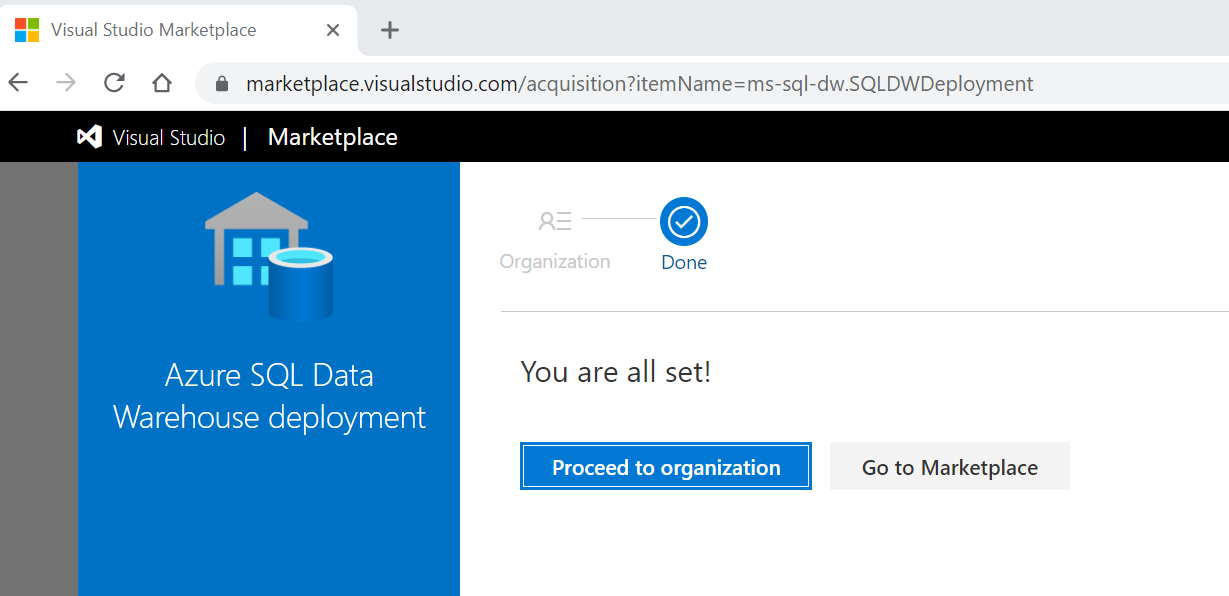 Visual Studio Marketplace
marketplace.visualstudio.com/acquisition?itemName=ms-sql-dw.SQLDWDeployment
Visual Studio | Marketplace
Organization
Done
Azure SQL Data
Warehouse deployment
You are all set!
Proceed to organization
Go to Marketplace